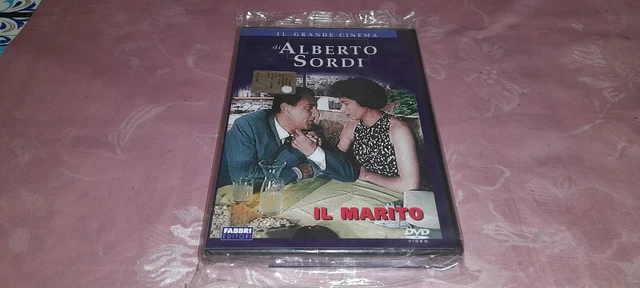 IL GRANDE CINEMA
di ALBERTO
SORDI
IL MARITO
FABBRI
EDITORI
DVD
VIDEO